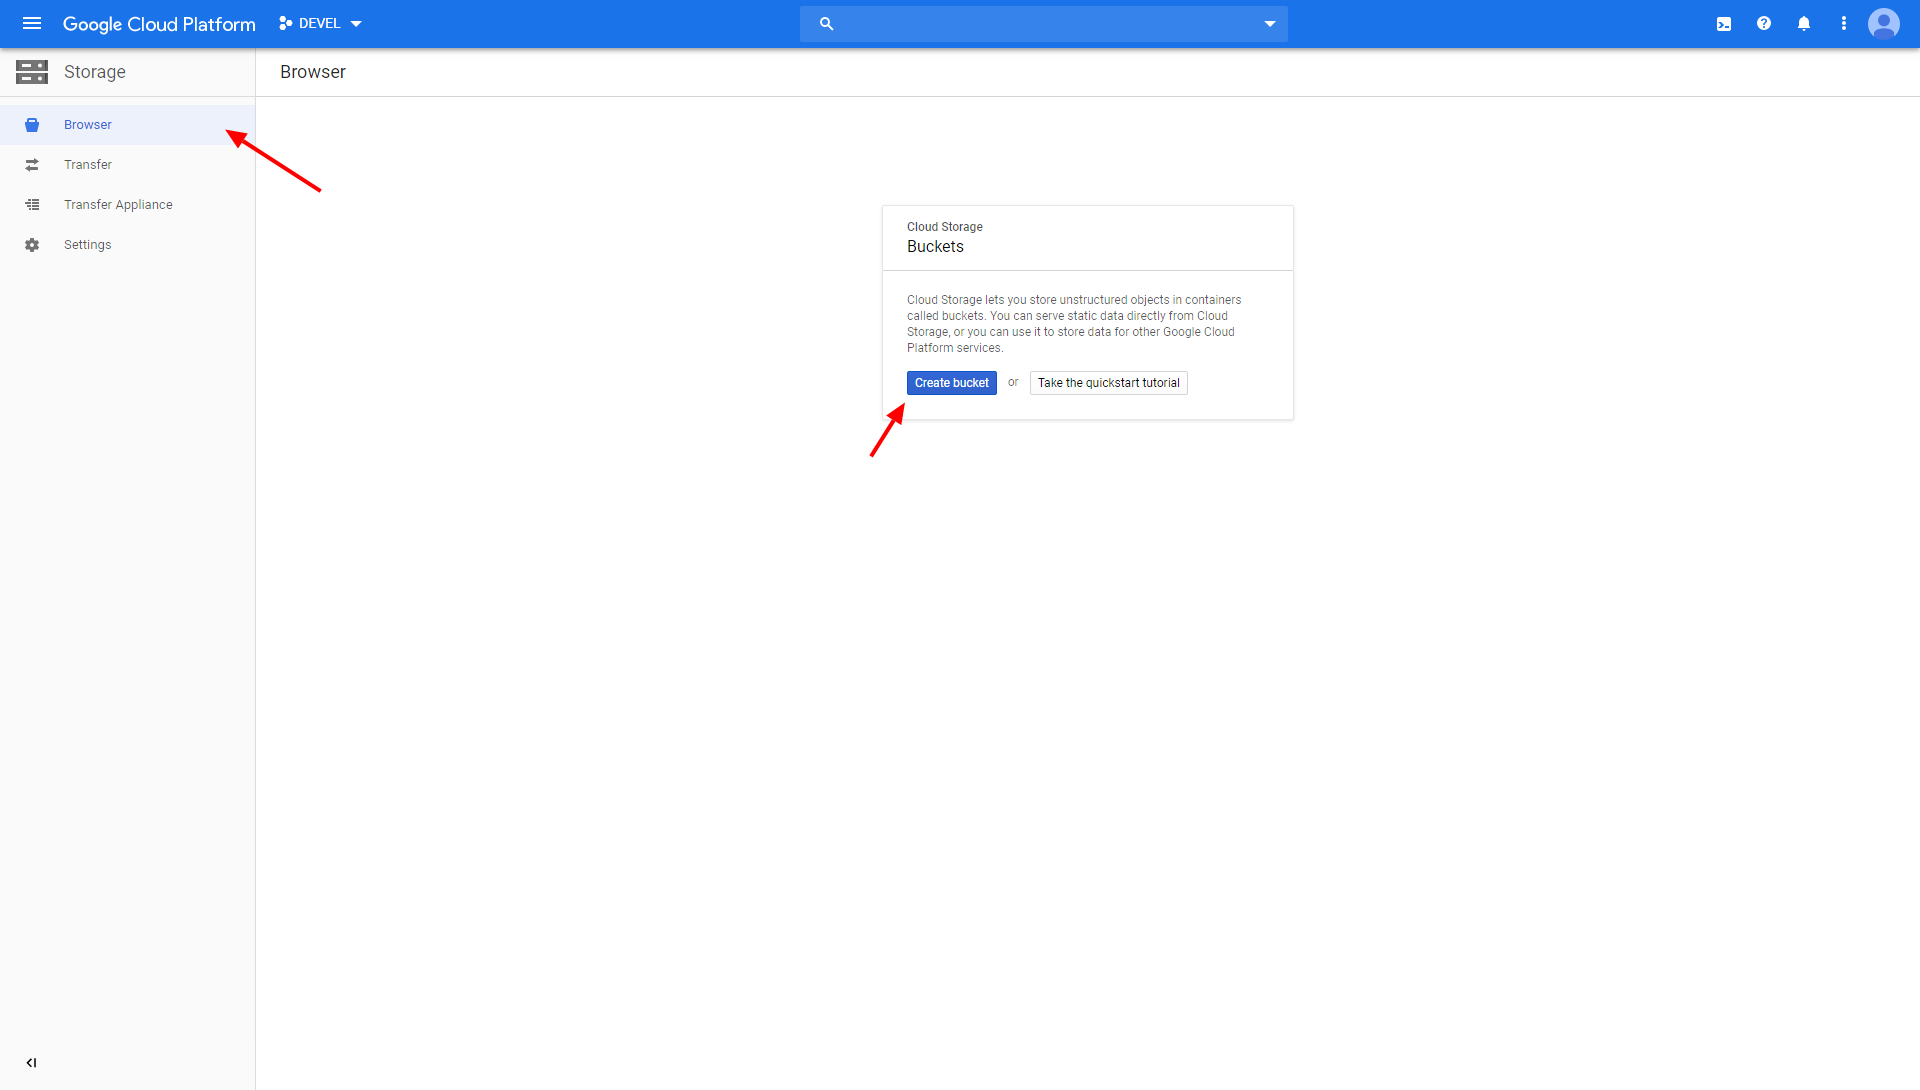 Google Cloud Platform
DEVEL
Storage
Browser
Browser
Transfer
Transfer Appliance
Settings
Cloud Storage
Buckets
Cloud Storage lets you store unstructured objects in containers
called buckets. You can serve static data directly from Cloud
Storage, or you can use it to store data for other Google Cloud
Platform services.
Create bucket or Take the quickstart tutorial